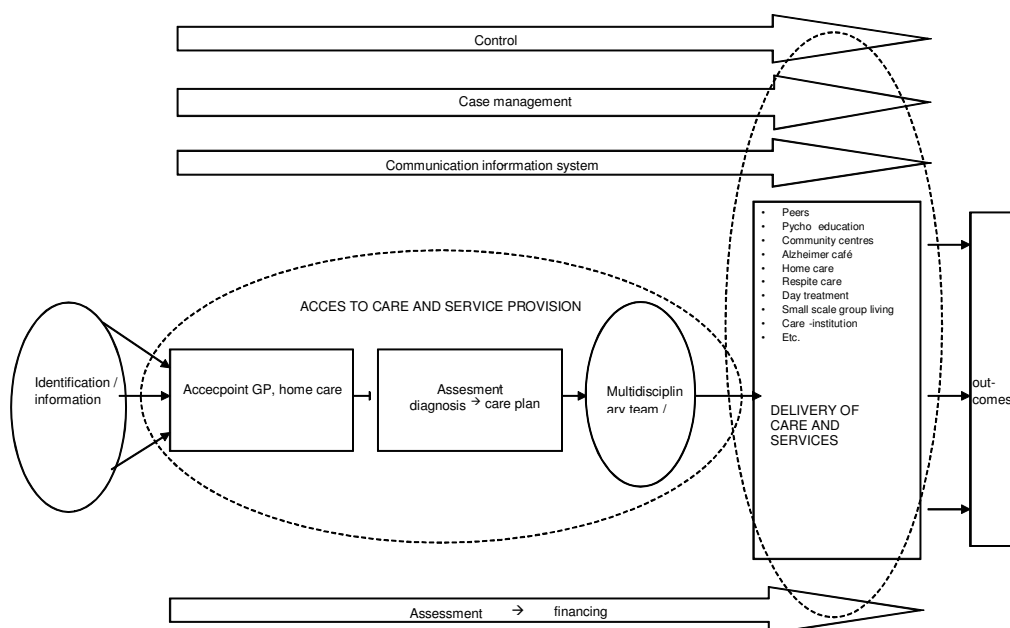 Control
Case management
Communication inforrmation system
• Peers
• Pycho education
• Community centres
• Alzheimer café
• Home care
• Respite care
• Day treatment
• Small scale group living
• Care -institution
• Etc.
ACCES TO CARE AND SERVICE PROVISION
Identification /
information
Accecpoint GP, home care
Assesment
diagnosis → care plan
Multidisciplin
ary team /
DELIVERY OF
CARE AND
SERVICES
out-
comes
Assessment → financing